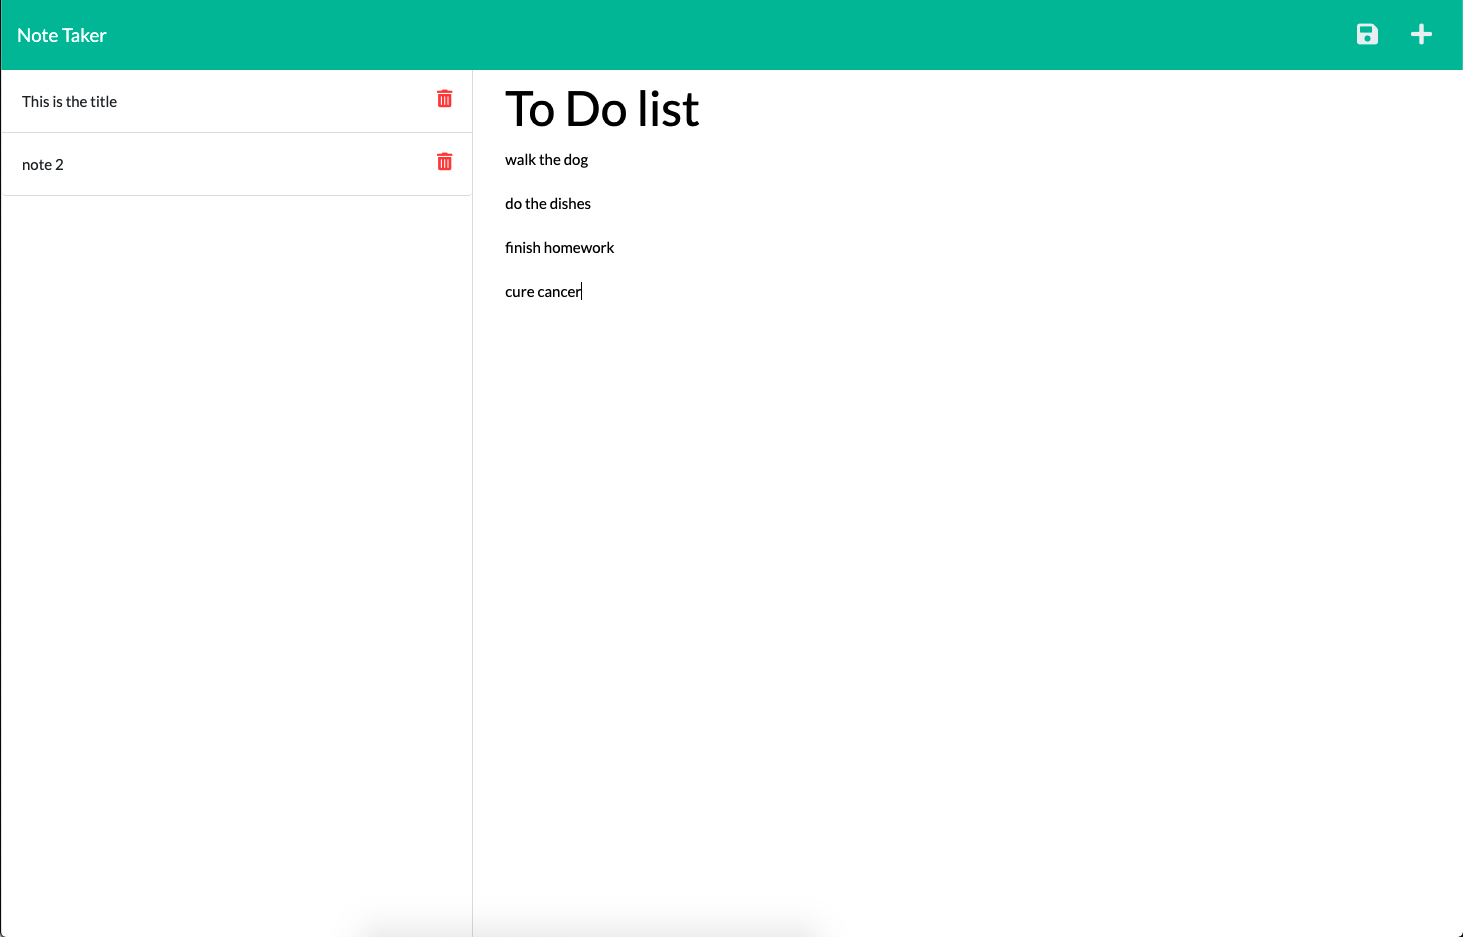 Note Taker
This is the title
note 2
To Do list
walk the dog
do the dishes
finish homework
cure cancer